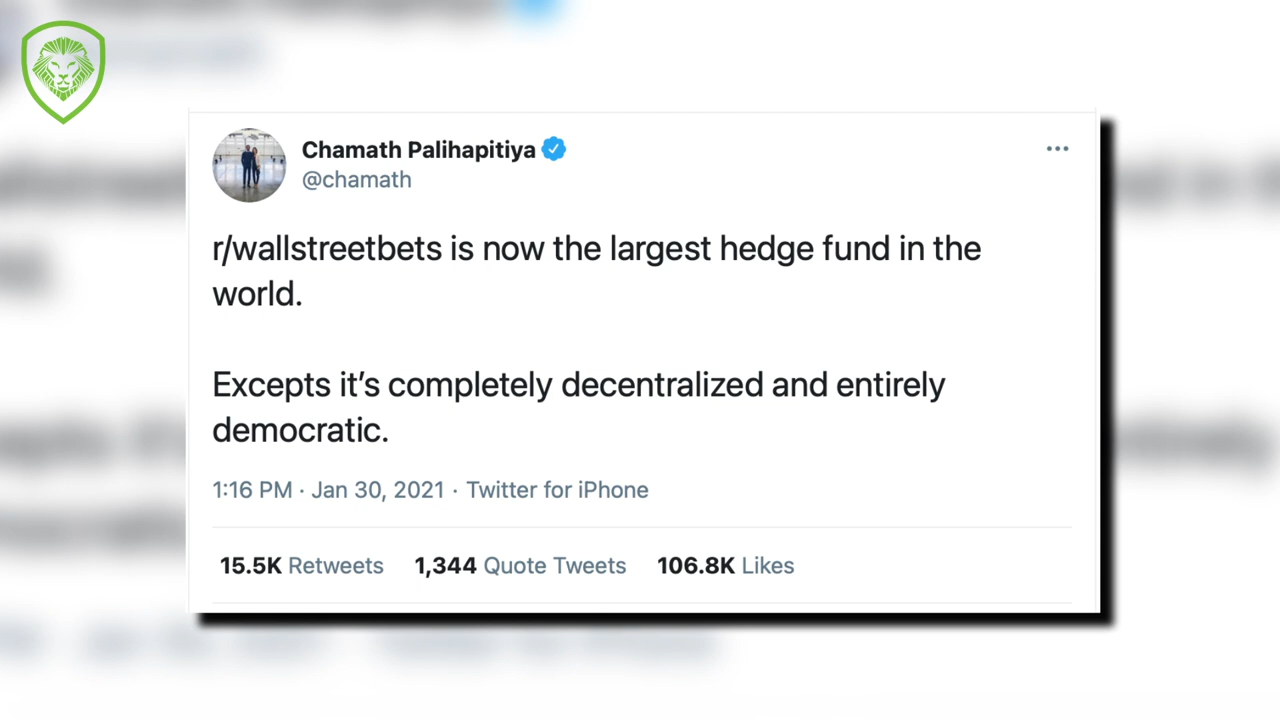 Chamath Palihapitiya
@chamath
r/wallstreetbets is now the largest hedge fund in the
world.
Excepts it’s completely decentralized and entirely
democratic.
1:16 PM · Jan 30, 2021 · Twitter for iPhone
15.5K Retweets 1,344 Quote Tweets 106.8K Likes